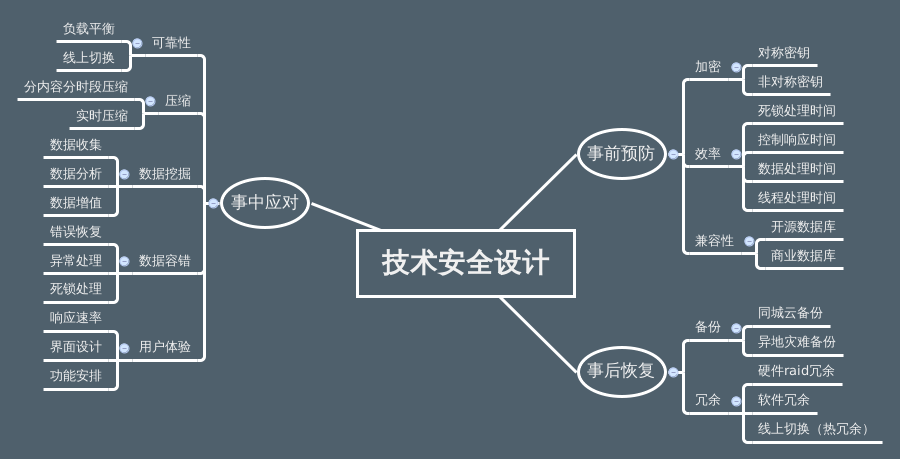 技术安全设计
事前预防
加密
对称密钥
非对称密钥
效率
死锁处理时间
控制响应时间
数据处理时间
线程处理时间
兼容性
开源数据库
商业数据库
事中应对
可靠性
负载平衡
线上切换
压缩
分内容分时段压缩
实时压缩
数据挖掘
数据收集
数据分析
数据增值
数据容错
错误恢复
异常处理
死锁处理
用户体验
响应速率
界面设计
功能安排
事后恢复
备份
同城云备份
异地灾难备份
冗余
硬件raid冗余
软件冗余
线上切换（热冗余）